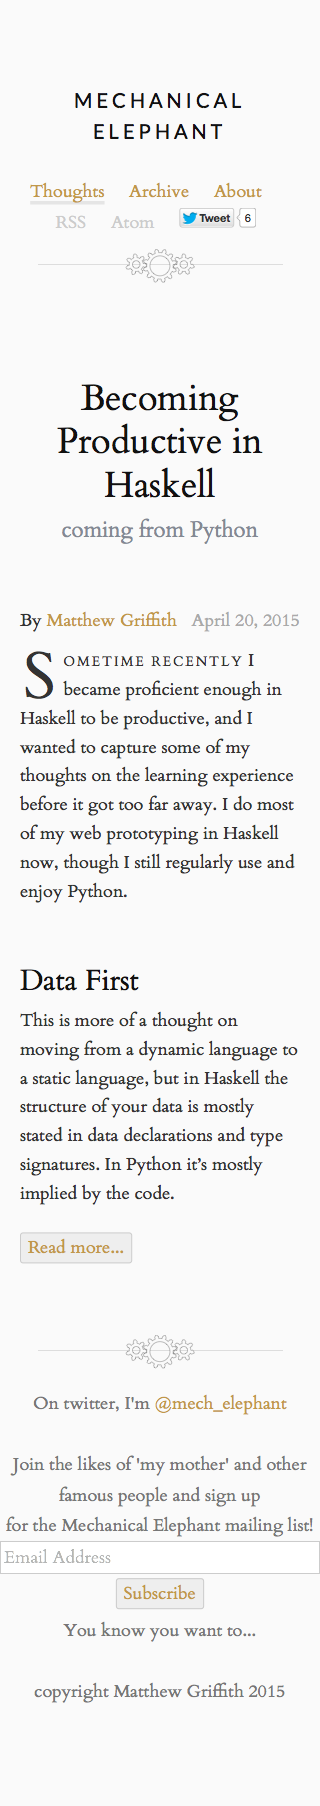 MECHANICAL
ELEPHANT
Thoughts Archive About
RSS Atom Tweet 6
Becoming
Productive in
Haskell
coming from Python
By Matthew Griffith April 20, 2015
SOMETIME RECENTLY I
became proficient enough in
Haskell to be productive, and I
wanted to capture some of my
thoughts on the learning experience
before it got too far away. I do most
of my web prototyping in Haskell
now, though I still regularly use and
enjoy Python.
Data First
This is more of a thought on
moving from a dynamic language to
a static language, but in Haskell the
structure of your data is mostly
stated in data declarations and type
signatures. In Python it's mostly
implied by the code.
Read more...
On twitter, I'm @mech_elephant
Join the likes of 'my mother' and other
famous people and sign up
for the Mechanical Elephant mailing list!
Email Address
Subscribe
You know you want to...
copyright Matthew Griffith 2015